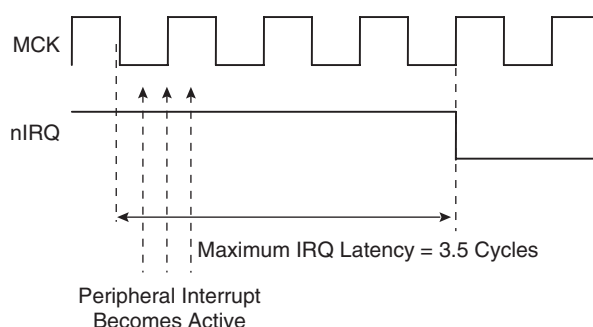 MCK
nIRQ
Maximum IRQ Latency = 3.5 Cycles
Peripheral Interrupt
Becomes Active